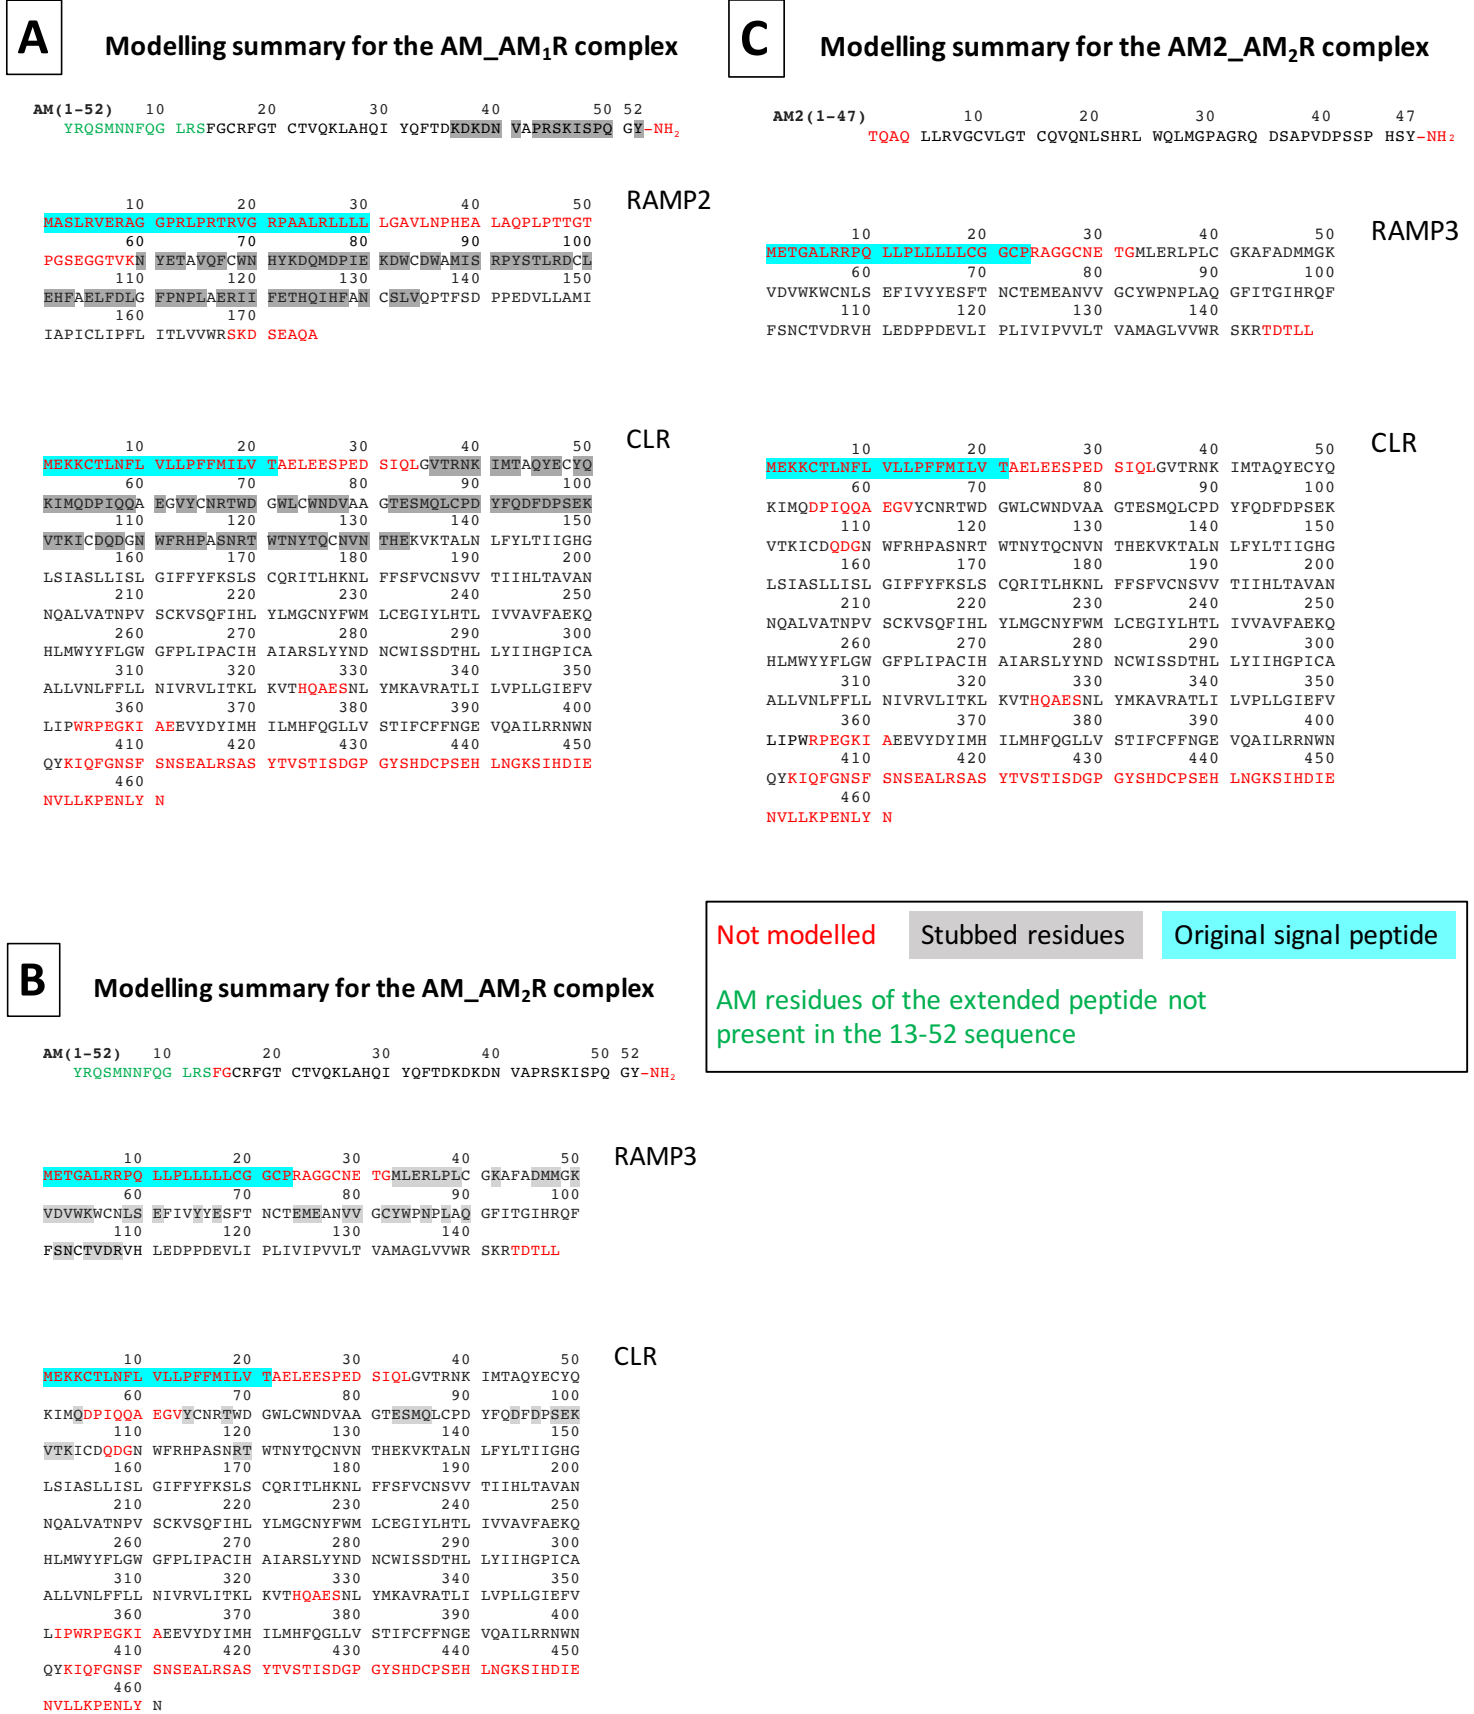 A
Modelling summary for the AM_AM₁R complex
AM(1-52) 10 20 30 40 50 52
YRQSMNNFQG LRSFGCRFGT CTVQKLAHQI YQFTDKDKDN VAPRSKISPQ GY-NH₂
RAMP2
10 20 30 40 50
MASLRVERAG GPRLPRTRVG RPAALRLLLL LGAVLNPHEA LAQPLPTTGT
60 70 80 90 100
PGSEGGTVKN YETAVQFCWN HYKDQMDPIE KDWCDWAMIS RPYSTLRDCL
110 120 130 140 150
EHFAELFDLG FPNPLAERII FETHQIHFAN CSLVQPTFSD PPEDVLLAMI
160 170
IAPICLIPFL ITLVVWRSKD SEAQA
CLR
10 20 30 40 50
MEKKCTLNFL VLLPFFMILV TAELEESPED SIQLGVTRNK IMTAQYECYQ
60 70 80 90 100
KIMQDPIQQA EGVYCNRTWD GWLCWNDVAA GTESMQLCPD YFQDFDPSEK
110 120 130 140 150
VTKICDQDGN WFRHPASNRT WTNYTQCNVN THEKVKTALN LFYLTIIGHG
160 170 180 190 200
LSIASLLISL GIFFYFKSLS CQRITLHKNL FFSFVCNSVV TIIHLTAVAN
210 220 230 240 250
NQALVATNPV SCKVSQFIHL YLMGCNYFWM LCEGIYLHTL IVVAVFAEKQ
260 270 280 290 300
HLMWYYFLGW GFPLIPACIH AIARSLYYND NCWISSDTHL LYIIHGPICA
310 320 330 340 350
ALLVNLFFLL NIVRVLITKL KVTHQAESNL YMKAVRATLI LVPLLGIEFV
360 370 380 390 400
LIPWRPEGKI AEEVYDYIMH ILMHFQGLLV STIFCFFNGE VQAILRRNWN
410 420 430 440 450
QYKIQFGNSF SNSEALRSAS YTVSTISDGP GYSHDCPSEH LNGKSIHDIE
460
NVLLKPENLY N
B
Modelling summary for the AM_AM₂R complex
AM(1-52) 10 20 30 40 50 52
YRQSMNNFQG LRSFGCRFGT CTVQKLAHQI YQFTDKDKDN VAPRSKISPQ GY-NH₂
RAMP3
10 20 30 40 50
METGALRRPQ LLPLLLLLCG GCPRAGGCNE TGMLERLPLC GKAFADMMGK
60 70 80 90 100
VDVWKWCNLS EFIVYYESFT NCTEMEANVV GCYWPNPLAQ GFITGIHRQF
110 120 130 140
FSNCTVDRVH LEDPPDEVLI PLIVIPVVLT VAMAGLVVWR SKRTDTLL
CLR
10 20 30 40 50
MEKKCTLNFL VLLPFFMILV TAELEESPED SIQLGVTRNK IMTAQYECYQ
60 70 80 90 100
KIMQDPIQQA EGVYCNRTWD GWLCWNDVAA GTESMQLCPD YFQDFDPSEK
110 120 130 140 150
VTKICDQDGN WFRHPASNRT WTNYTQCNVN THEKVKTALN LFYLTIIGHG
160 170 180 190 200
LSIASLLISL GIFFYFKSLS CQRITLHKNL FFSFVCNSVV TIIHLTAVAN
210 220 230 240 250
NQALVATNPV SCKVSQFIHL YLMGCNYFWM LCEGIYLHTL IVVAVFAEKQ
260 270 280 290 300
HLMWYYFLGW GFPLIPACIH AIARSLYYND NCWISSDTHL LYIIHGPICA
310 320 330 340 350
ALLVNLFFLL NIVRVLITKL KVTHQAESNL YMKAVRATLI LVPLLGIEFV
360 370 380 390 400
LIPWRPEGKI AEEVYDYIMH ILMHFQGLLV STIFCFFNGE VQAILRRNWN
410 420 430 440 450
QYKIQFGNSF SNSEALRSAS YTVSTISDGP GYSHDCPSEH LNGKSIHDIE
460
NVLLKPENLY N
C
Modelling summary for the AM2_AM₂R complex
AM2(1-47) 10 20 30 40 47
TQAQ LLRVGCVLGT CQVQNLSHRL WQLMGPAGRQ DSAPVDPSSP HSY-NH₂
RAMP3
10 20 30 40 50
METGALRRPQ LLPLLLLLCG GCPRAGGCNE TGMLERLPLC GKAFADMMGK
60 70 80 90 100
VDVWKWCNLS EFIVYYESFT NCTEMEANVV GCYWPNPLAQ GFITGIHRQF
110 120 130 140
FSNCTVDRVH LEDPPDEVLI PLIVIPVVLT VAMAGLVVWR SKRTDTLL
CLR
10 20 30 40 50
MEKKCTLNFL VLLPFFMILV TAELEESPED SIQLGVTRNK IMTAQYECYQ
60 70 80 90 100
KIMQDPIQQA EGVYCNRTWD GWLCWNDVAA GTESMQLCPD YFQDFDPSEK
110 120 130 140 150
VTKICDQDGN WFRHPASNRT WTNYTQCNVN THEKVKTALN LFYLTIIGHG
160 170 180 190 200
LSIASLLISL GIFFYFKSLS CQRITLHKNL FFSFVCNSVV TIIHLTAVAN
210 220 230 240 250
NQALVATNPV SCKVSQFIHL YLMGCNYFWM LCEGIYLHTL IVVAVFAEKQ
260 270 280 290 300
HLMWYYFLGW GFPLIPACIH AIARSLYYND NCWISSDTHL LYIIHGPICA
310 320 330 340 350
ALLVNLFFLL NIVRVLITKL KVTHQAESNL YMKAVRATLI LVPLLGIEFV
360 370 380 390 400
LIPWRPEGKI AEEVYDYIMH ILMHFQGLLV STIFCFFNGE VQAILRRNWN
410 420 430 440 450
QYKIQFGNSF SNSEALRSAS YTVSTISDGP GYSHDCPSEH LNGKSIHDIE
460
NVLLKPENLY N
Not modelled
Stubbed residues
Original signal peptide
AM residues of the extended peptide not
present in the 13-52 sequence